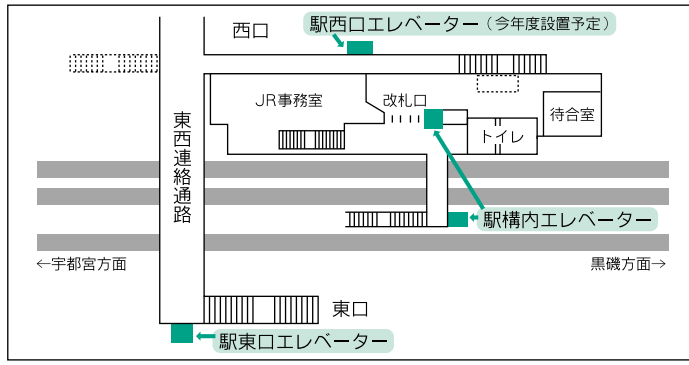 西口
駅西口エレベーター（今年度設置予定）
JR事務室
改札口
待合室
トイレ
東西連絡通路
駅構内エレベーター
←宇都宮方面
黒磯方面→
東口
駅東口エレベーター